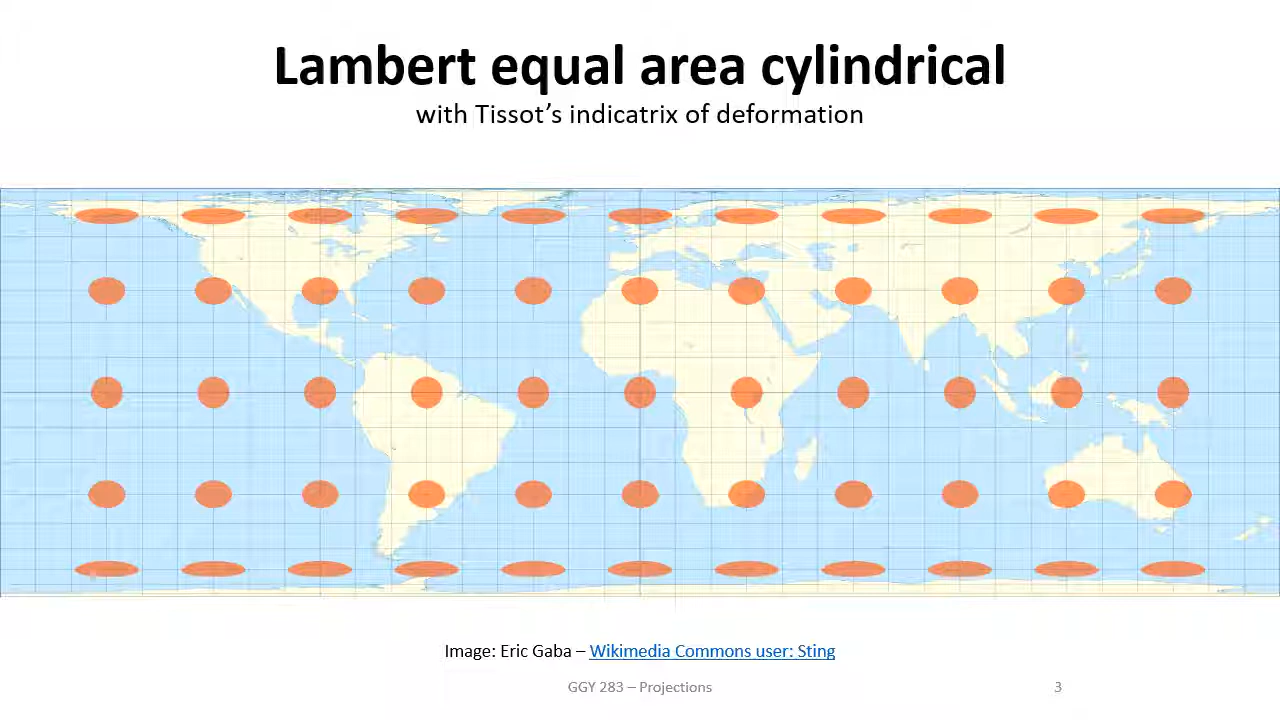 Lambert equal area cylindrical
with Tissot’s indicatrix of deformation
Image: Eric Gaba – Wikimedia Commons user: Sting
GGY 283 – Projections
3